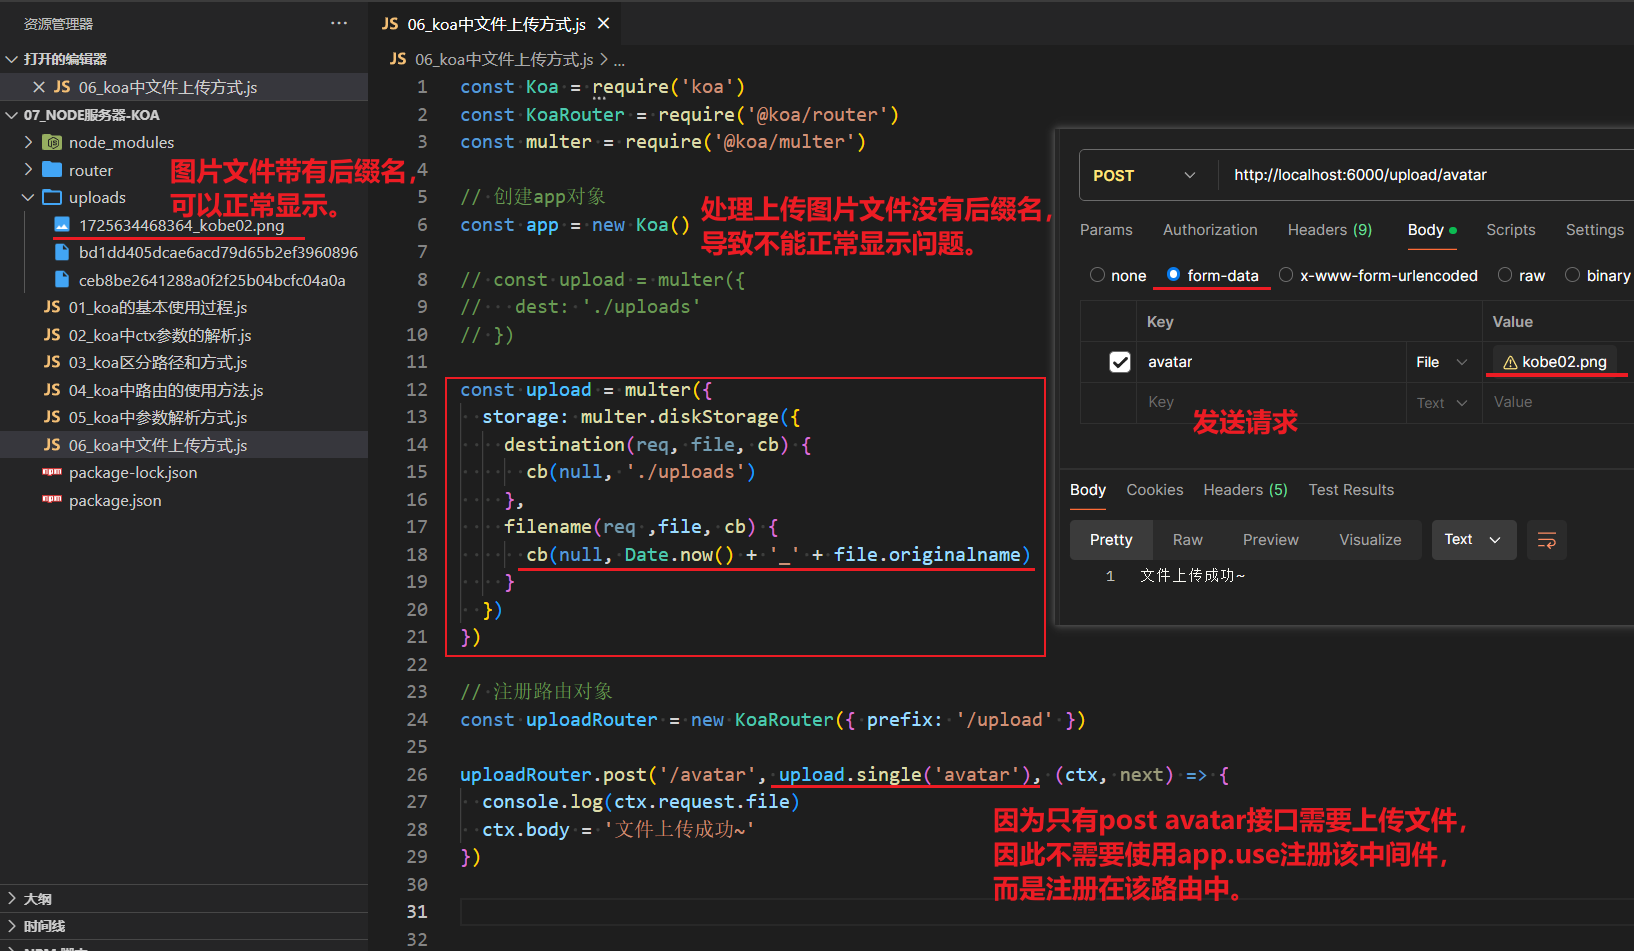 资源管理器
打开的编辑器
JS 06_koa中文件上传方式.js
07_NODE服务器-KOA
node_modules
router
uploads
1725634468364_kobe02.png
bd1dd405dcae6acd79d65b2ef3960896
ceb8be2641288a0f2f25b04bcfc04a0a
JS 01_koa的基本使用过程.js
JS 02_koa中ctx参数的解析.js
JS 03_koa区分路径和方式.js
JS 04_koa中路由的使用方法.js
JS 05_koa中参数解析方式.js
JS 06_koa中文件上传方式.js
package-lock.json
package.json
大纲
时间线
图片文件带有后缀名，
可以正常显示。
JS 06_koa中文件上传方式.js
JS 06_koa中文件上传方式.js > ...
1 const Koa = require('koa')
2 const KoaRouter = require('@koa/router')
3 const multer = require('@koa/multer')
4
5 // 创建app对象
6 const app = new Koa()
7
8 // const upload = multer({
9 //   dest: './uploads'
10 // })
11
12 const upload = multer({
13   storage: multer.diskStorage({
14     destination(req, file, cb) {
15       cb(null, './uploads')
16     },
17     filename(req ,file, cb) {
18       cb(null, Date.now() + '_' + file.originalname)
19     }
20   })
21 })
22
23 // 注册路由对象
24 const uploadRouter = new KoaRouter({ prefix: '/upload' })
25
26 uploadRouter.post('/avatar', upload.single('avatar'), (ctx, next) => {
27   console.log(ctx.request.file)
28   ctx.body = '文件上传成功~'
29 })
30
31
32
处理上传图片文件没有后缀名，
导致不能正常显示问题。
因为只有post avatar接口需要上传文件，
因此不需要使用app.use注册该中间件，
而是注册在该路由中。
POST http://localhost:6000/upload/avatar
Params Authorization Headers (9) Body Scripts Settings
none form-data x-www-form-urlencoded raw binary
Key Value
avatar File kobe02.png
Key Text Value
发送请求
Body Cookies Headers (5) Test Results
Pretty Raw Preview Visualize Text
1 文件上传成功~